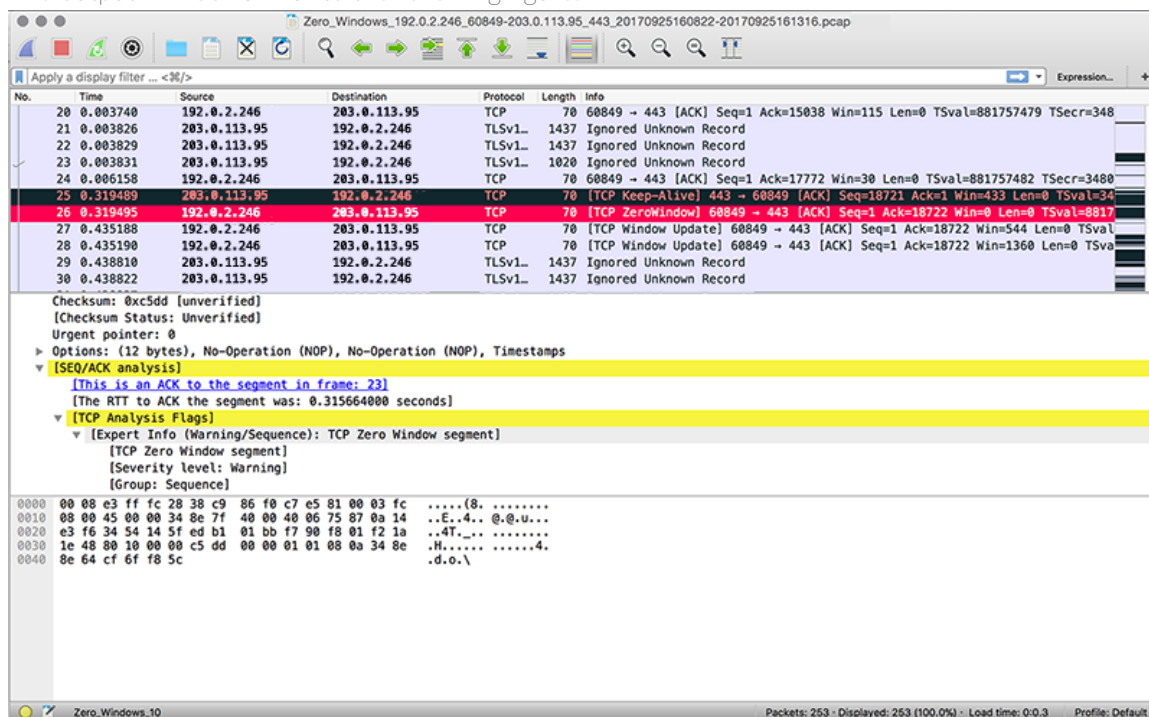 Zero_Windows_192.0.2.246_60849-203.0.113.95_443_20170925160822-20170925161316.pcap
Apply a display filter ... <⌘/> Expression... +
No. Time Source Destination Protocol Length Info
20 0.003740 192.0.2.246 203.0.113.95 TCP 70 60849 → 443 [ACK] Seq=1 Ack=15038 Win=115 Len=0 TSval=881757479 TSecr=348
21 0.003826 203.0.113.95 192.0.2.246 TLSv1… 1437 Ignored Unknown Record
22 0.003829 203.0.113.95 192.0.2.246 TLSv1… 1437 Ignored Unknown Record
23 0.003831 203.0.113.95 192.0.2.246 TLSv1… 1020 Ignored Unknown Record
24 0.006158 192.0.2.246 203.0.113.95 TCP 70 60849 → 443 [ACK] Seq=1 Ack=17772 Win=30 Len=0 TSval=881757482 TSecr=3480
25 0.319489 203.0.113.95 192.0.2.246 TCP 70 [TCP Keep-Alive] 443 → 60849 [ACK] Seq=18721 Ack=1 Win=433 Len=0 TSval=34
26 0.319495 192.0.2.246 203.0.113.95 TCP 70 [TCP ZeroWindow] 60849 → 443 [ACK] Seq=1 Ack=18722 Win=0 Len=0 TSval=8817
27 0.435188 192.0.2.246 203.0.113.95 TCP 70 [TCP Window Update] 60849 → 443 [ACK] Seq=1 Ack=18722 Win=544 Len=0 TSval
28 0.435190 192.0.2.246 203.0.113.95 TCP 70 [TCP Window Update] 60849 → 443 [ACK] Seq=1 Ack=18722 Win=1360 Len=0 TSva
29 0.438810 203.0.113.95 192.0.2.246 TLSv1… 1437 Ignored Unknown Record
30 0.438822 203.0.113.95 192.0.2.246 TLSv1… 1437 Ignored Unknown Record
Checksum: 0xc5dd [unverified]
[Checksum Status: Unverified]
Urgent pointer: 0
Options: (12 bytes), No-Operation (NOP), No-Operation (NOP), Timestamps
[SEQ/ACK analysis]
[This is an ACK to the segment in frame: 23]
[The RTT to ACK the segment was: 0.315664000 seconds]
[TCP Analysis Flags]
[Expert Info (Warning/Sequence): TCP Zero Window segment]
[TCP Zero Window segment]
[Severity level: Warning]
[Group: Sequence]
0000 00 08 e3 ff fc 28 38 c9 86 f0 c7 e5 81 00 03 fc .....(8. ........
0010 08 00 45 00 00 34 8e 7f 40 00 40 06 75 87 0a 14 ..E..4.. @.@.u...
0020 e3 f6 34 54 14 5f ed b1 01 bb f7 90 f8 01 f2 1a ..4T._.. ........
0030 1e 48 80 10 00 00 c5 dd 00 00 01 01 08 0a 34 8e .H...... ......4.
0040 8e 64 cf 6f f8 5c .d.o.\
Zero_Windows_10 Packets: 253 · Displayed: 253 (100.0%) · Load time: 0:0.3 Profile: Default